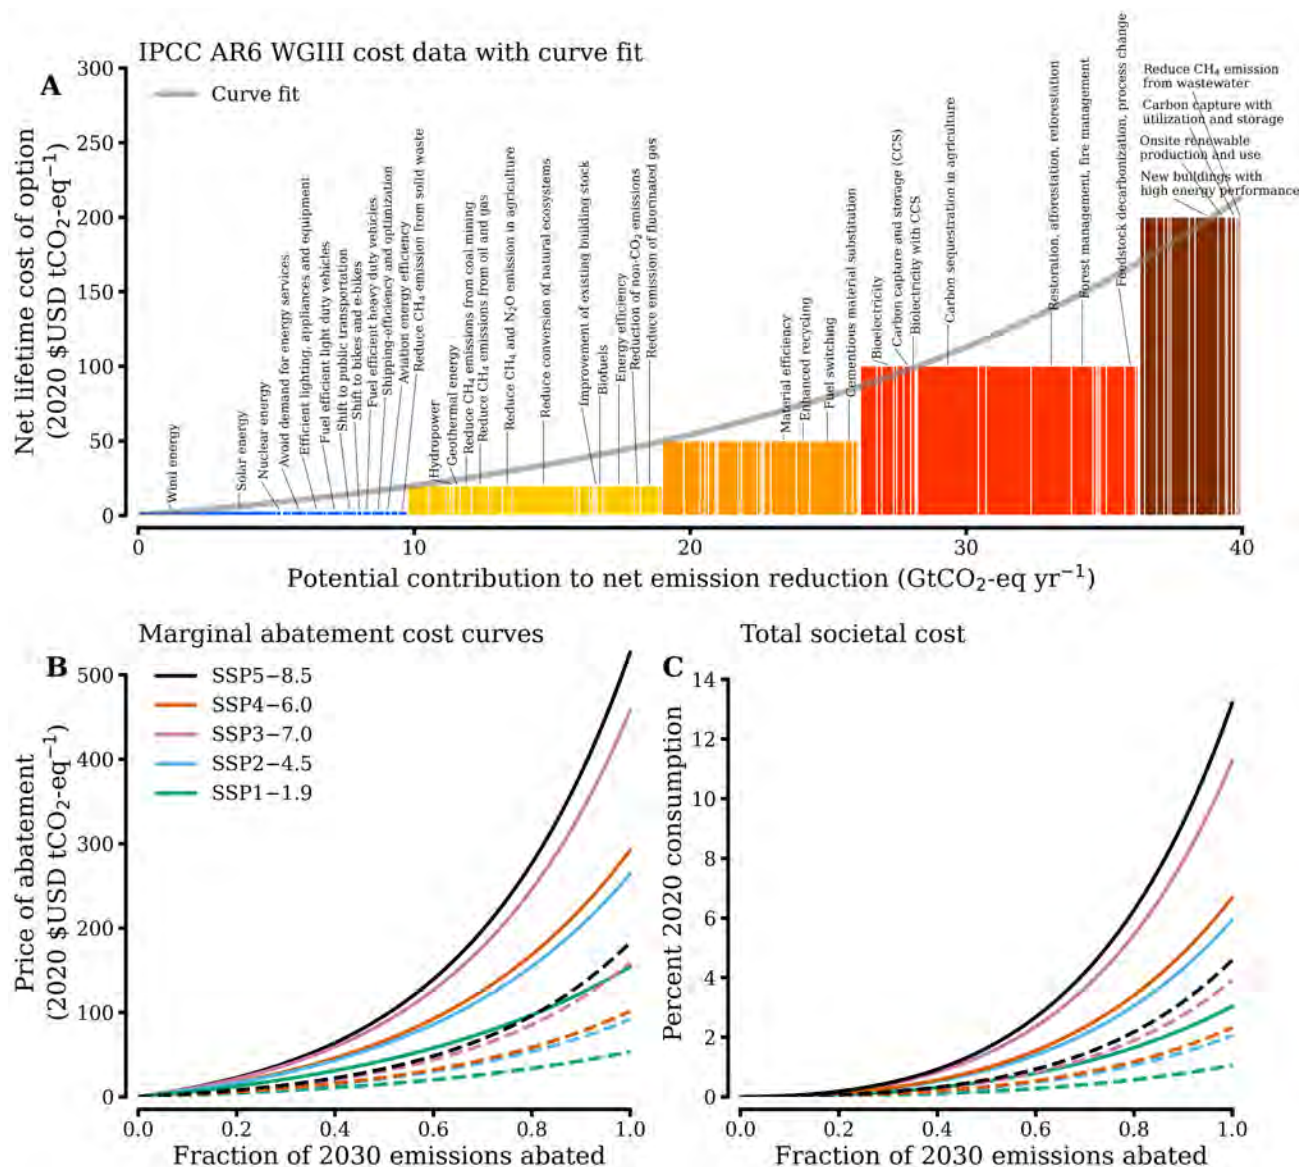 IPCC AR6 WGIII cost data with curve fit
A
Curve fit
Net lifetime cost of option
(2020 $USD tCO₂-eq⁻¹)
300
250
200
150
100
50
0
Wind energy
Solar energy
Nuclear energy
Avoid demand for energy services
Efficient lighting, appliances and equipment
Fuel efficient light duty vehicles
Shift to public transportation
Shift to bikes and e-bikes
Fuel efficient heavy duty vehicles
Shipping efficiency and optimization
Aviation energy efficiency
Reduce CH₄ emission from solid waste
Hydropower
Geothermal energy
Reduce CH₄ emissions from coal mining
Reduce CH₄ emissions from oil and gas
Reduce CH₄ and N₂O emission in agriculture
Reduce conversion of natural ecosystems
Improvement of existing building stock
Biofuels
Energy efficiency
Reduction of non-CO₂ emissions
Reduce emission of fluorinated gas
Material efficiency
Enhanced recycling
Fuel switching
Cementious material substitution
Bioelectricity
Carbon capture and storage (CCS)
Biolectricity with CCS
Carbon sequestration in agriculture
Restoration, afforestation, reforestation
Forest management, fire management
Feedstock decarbonization, process change
Reduce CH₄ emission
from wastewater
Carbon capture with
utilization and storage
Onsite renewable
production and use
New buildings with
high energy performance
0 10 20 30 40
Potential contribution to net emission reduction (GtCO₂-eq yr⁻¹)
Marginal abatement cost curves
B
Price of abatement
(2020 $USD tCO₂-eq⁻¹)
500
400
300
200
100
0
SSP5−8.5
SSP4−6.0
SSP3−7.0
SSP2−4.5
SSP1−1.9
0.0 0.2 0.4 0.6 0.8 1.0
Fraction of 2030 emissions abated
Total societal cost
C
Percent 2020 consumption
14
12
10
8
6
4
2
0
0.0 0.2 0.4 0.6 0.8 1.0
Fraction of 2030 emissions abated